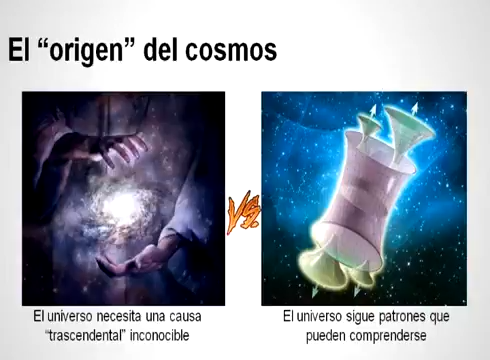 El “origen” del cosmos
VS.
El universo necesita una causa
“trascendental” inconocible
El universo sigue patrones que
pueden comprenderse